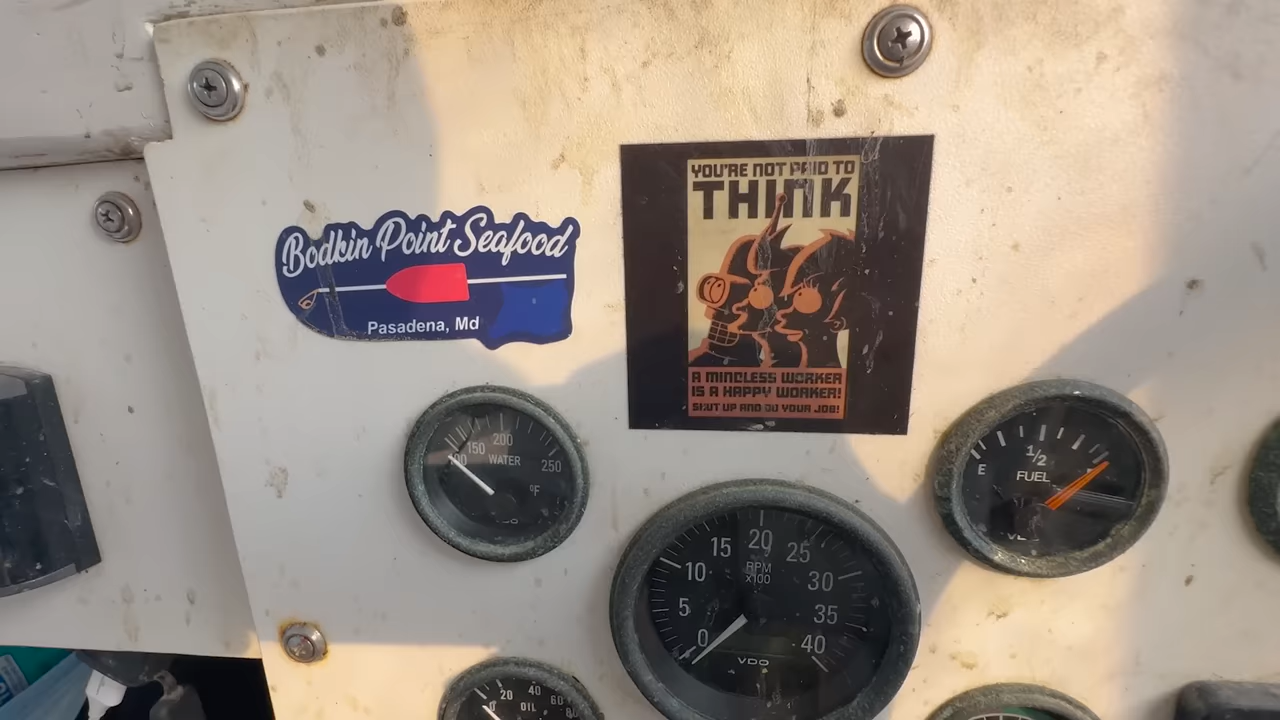 Bodkin Point Seafood
Pasadena, Md
YOU'RE NOT PAID TO
THINK
A MINDLESS WORKER
IS A HAPPY WORKER!
SHUT UP AND DO YOUR JOB!
100 150 200 250
WATER
°F
E 1/2
FUEL
0 5 10 15 20 25 30 35 40
RPM
X100
VDO
0 20 40 60 80
OIL